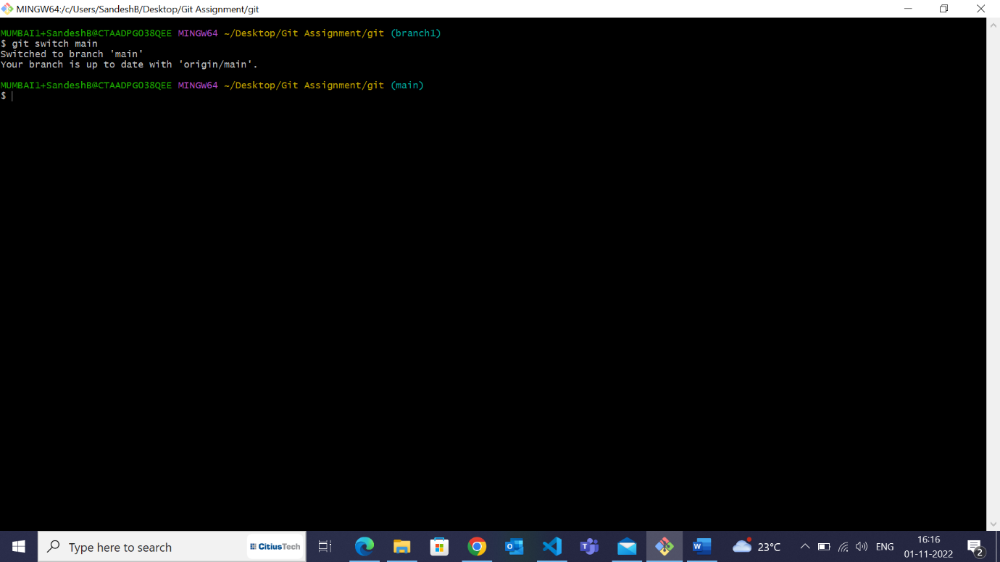 MINGW64:/c/Users/SandeshB/Desktop/Git Assignment/git
MUMBAI1+SandeshB@CTAADPG038QEE MINGW64 ~/Desktop/Git Assignment/git (branch1)
$ git switch main
Switched to branch 'main'
Your branch is up to date with 'origin/main'.
MUMBAI1+SandeshB@CTAADPG038QEE MINGW64 ~/Desktop/Git Assignment/git (main)
$
Type here to search
CitiusTech
23°C
ENG
16:16
01-11-2022
2